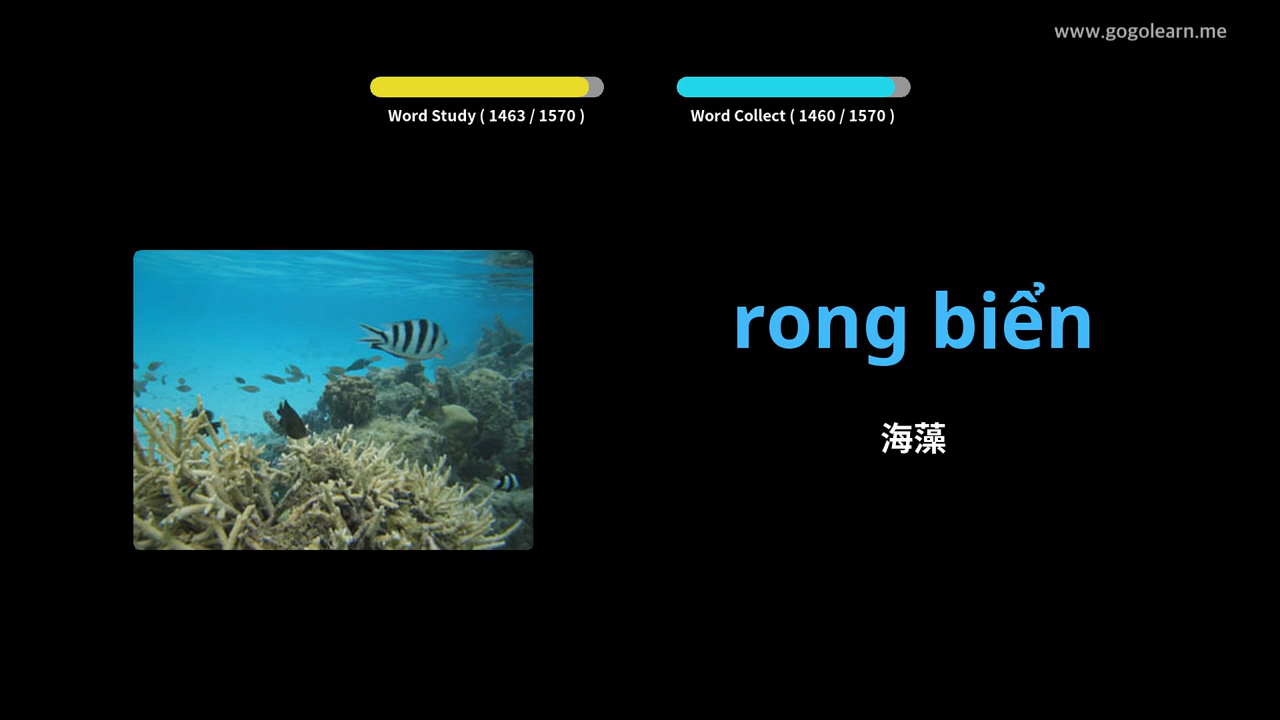 www.gogolearn.me
Word Study ( 1463 / 1570 )
Word Collect ( 1460 / 1570 )
rong biển
海藻